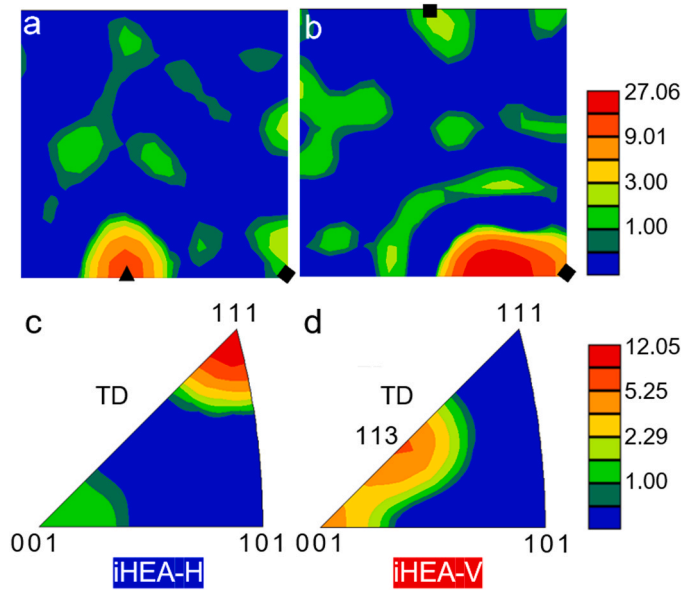 a
b
27.06
9.01
3.00
1.00
c
111
TD
001
101
iHEA-H
d
111
TD
113
001
101
iHEA-V
12.05
5.25
2.29
1.00